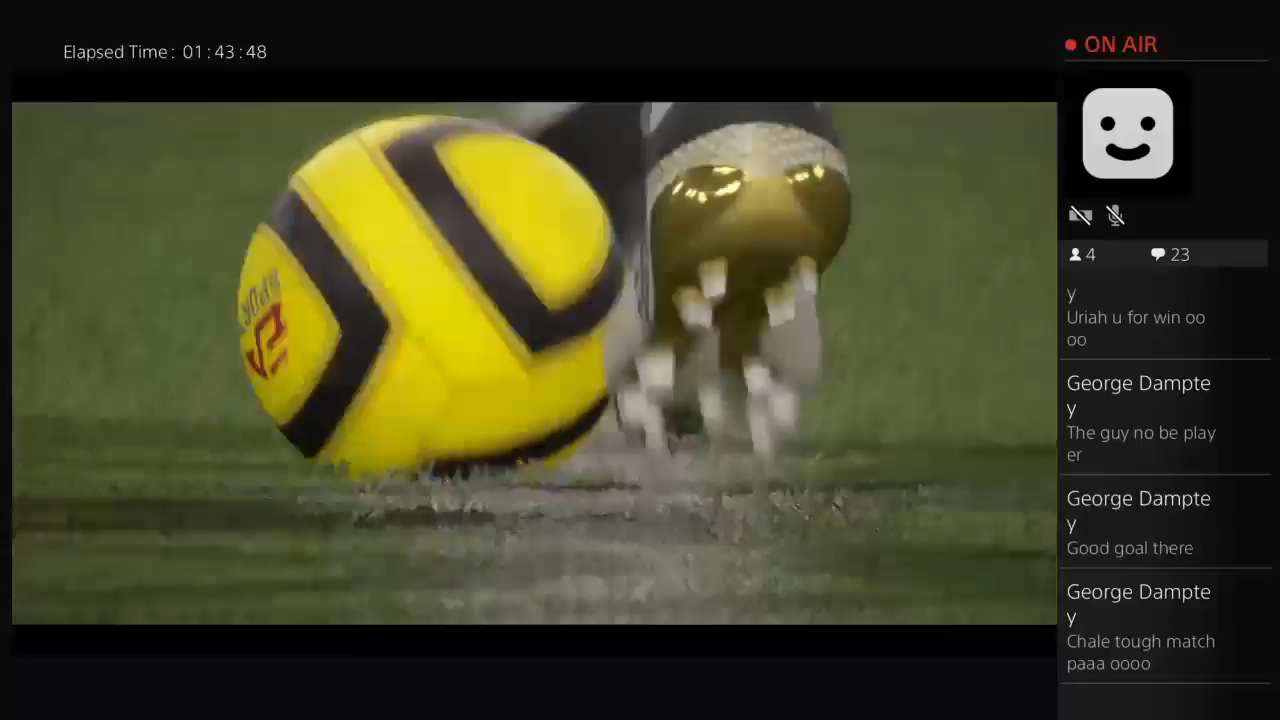 Elapsed Time: 01:43:48
ON AIR
4 23
y
Uriah u for win oo
oo
George Dampte
y
The guy no be play
er
George Dampte
y
Good goal there
George Dampte
y
Chale tough match
paaa oooo